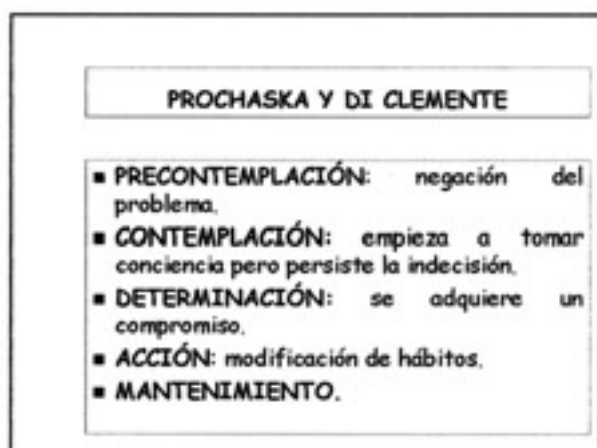 PROCHASKA Y DI CLEMENTE
▪ PRECONTEMPLACIÓN: negación del
problema.
▪ CONTEMPLACIÓN: empieza a tomar
conciencia pero persiste la indecisión.
▪ DETERMINACIÓN: se adquiere un
compromiso.
▪ ACCIÓN: modificación de hábitos.
▪ MANTENIMIENTO.